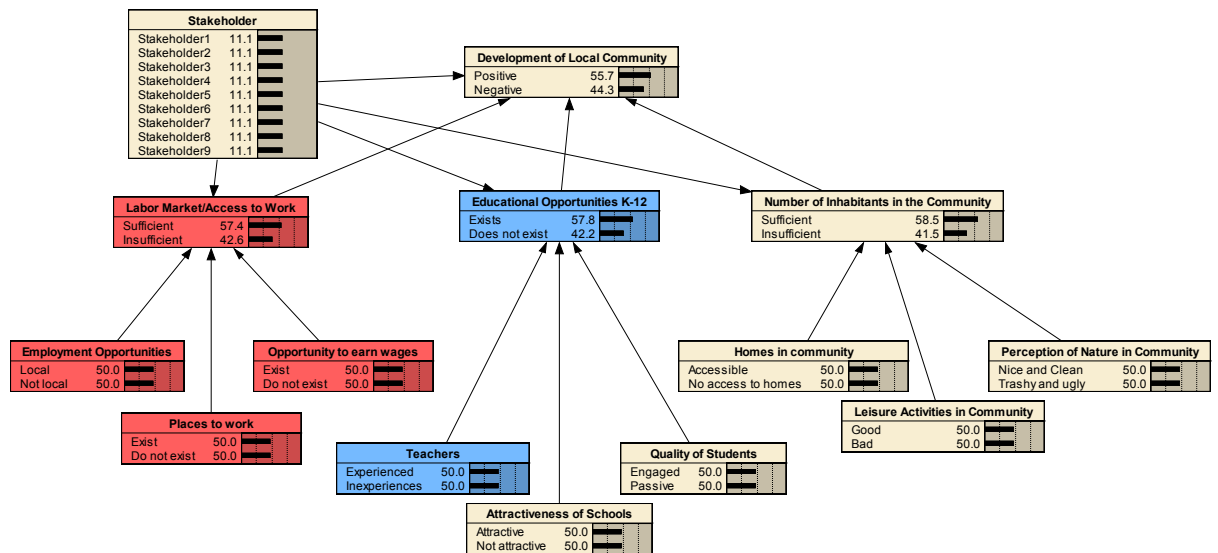 Stakeholder
Stakeholder1 11.1
Stakeholder2 11.1
Stakeholder3 11.1
Stakeholder4 11.1
Stakeholder5 11.1
Stakeholder6 11.1
Stakeholder7 11.1
Stakeholder8 11.1
Stakeholder9 11.1
Development of Local Community
Positive 55.7
Negative 44.3
Labor Market/Access to Work
Sufficient 57.4
Insufficient 42.6
Educational Opportunities K-12
Exists 57.8
Does not exist 42.2
Number of Inhabitants in the Community
Sufficient 58.5
Insufficient 41.5
Employment Opportunities
Local 50.0
Not local 50.0
Opportunity to earn wages
Exist 50.0
Do not exist 50.0
Homes in community
Accessible 50.0
No access to homes 50.0
Perception of Nature in Community
Nice and Clean 50.0
Trashy and ugly 50.0
Places to work
Exist 50.0
Do not exist 50.0
Leisure Activities in Community
Good 50.0
Bad 50.0
Teachers
Experienced 50.0
Inexperiences 50.0
Quality of Students
Engaged 50.0
Passive 50.0
Attractiveness of Schools
Attractive 50.0
Not attractive 50.0